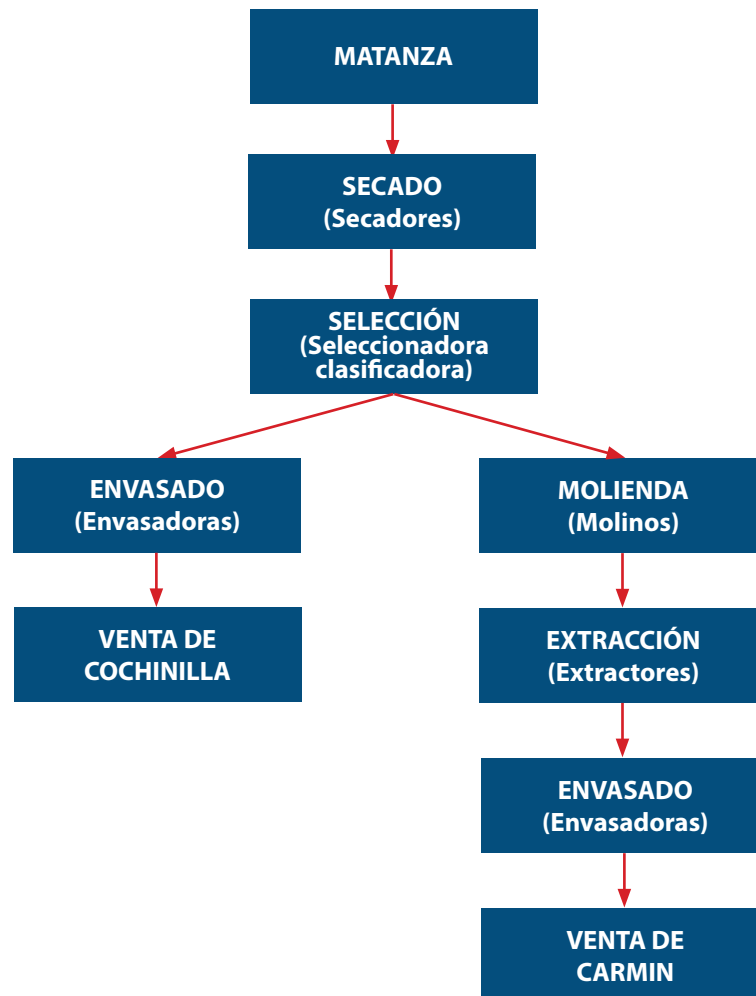 MATANZA
SECADO
(Secadores)
SELECCIÓN
(Seleccionadora
clasificadora)
ENVASADO
(Envasadoras)
VENTA DE
COCHINILLA
MOLIENDA
(Molinos)
EXTRACCIÓN
(Extractores)
ENVASADO
(Envasadoras)
VENTA DE
CARMIN